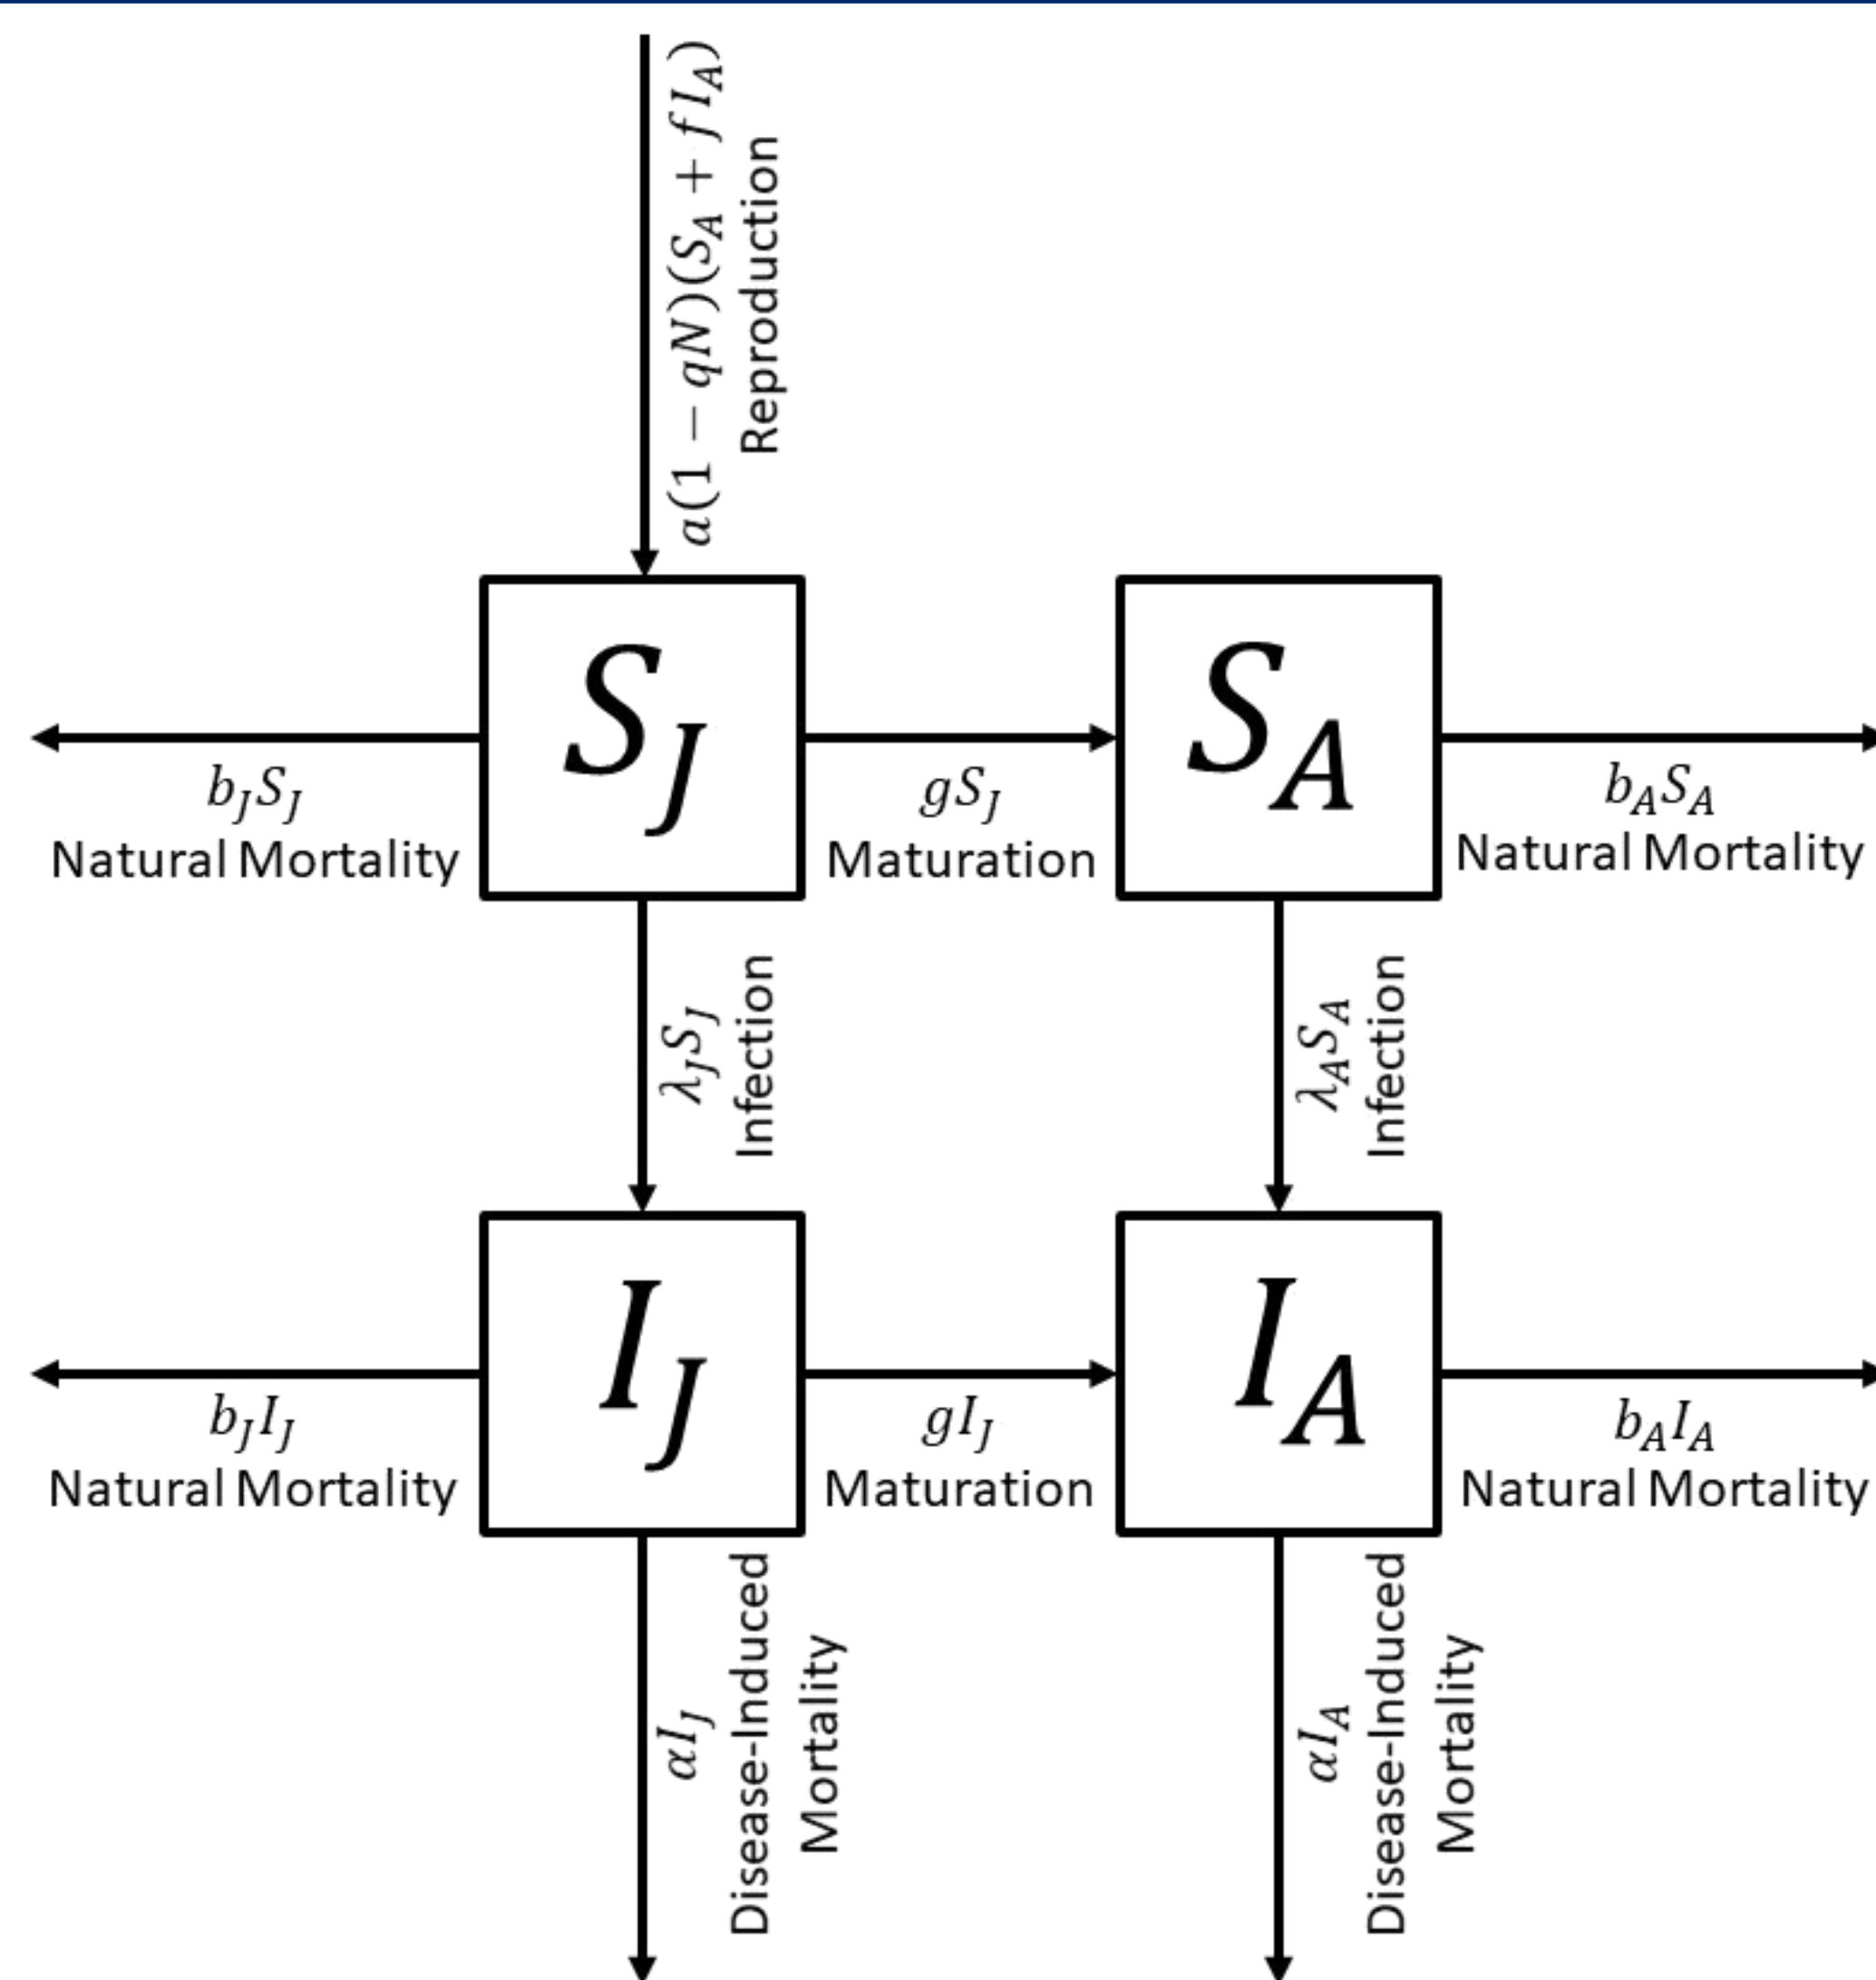 a(1 − qN)(S_A + fI_A)
Reproduction
S_J
S_A
b_J S_J
Natural Mortality
gS_J
Maturation
b_A S_A
Natural Mortality
λ_J S_J
Infection
λ_A S_A
Infection
I_J
I_A
b_J I_J
Natural Mortality
gI_J
Maturation
b_A I_A
Natural Mortality
αI_J
Disease-Induced
Mortality
αI_A
Disease-Induced
Mortality